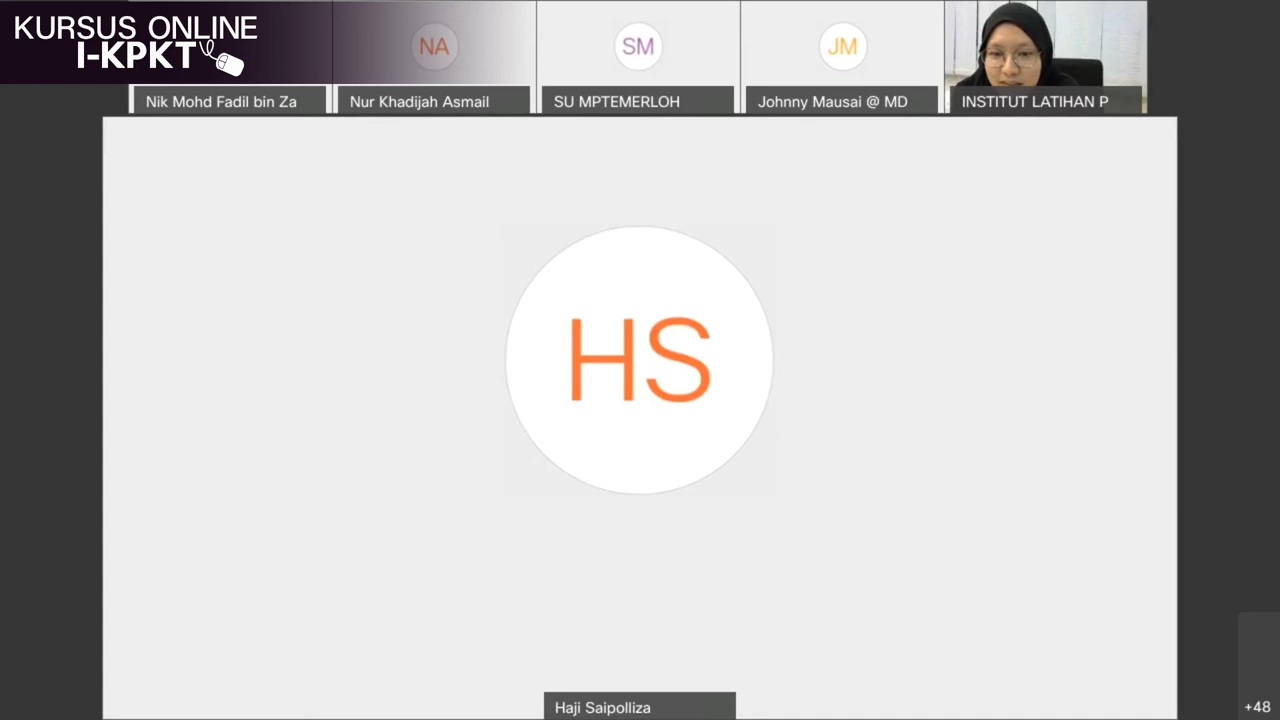 KURSUS ONLINE
I-KPKT
NA
SM
JM
Nik Mohd Fadil bin Za
Nur Khadijah Asmail
SU MPTEMERLOH
Johnny Mausai @ MD
INSTITUT LATIHAN P
HS
Haji Saipolliza
+48